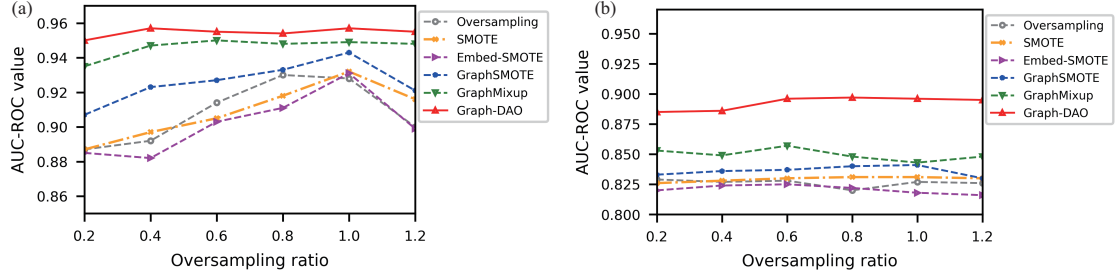 (a)
0.96
0.94
0.92
0.90
0.88
0.86
AUC-ROC value
0.2 0.4 0.6 0.8 1.0 1.2
Oversampling ratio
Oversampling
SMOTE
Embed-SMOTE
GraphSMOTE
GraphMixup
Graph-DAO
(b)
0.950
0.925
0.900
0.875
0.850
0.825
0.800
AUC-ROC value
0.2 0.4 0.6 0.8 1.0 1.2
Oversampling ratio
Oversampling
SMOTE
Embed-SMOTE
GraphSMOTE
GraphMixup
Graph-DAO